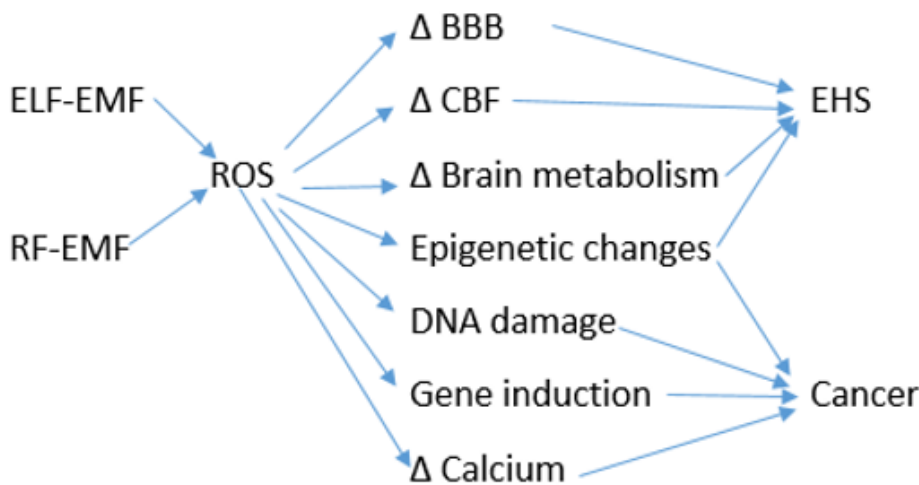 Δ BBB
ELF-EMF
Δ CBF
EHS
ROS
Δ Brain metabolism
RF-EMF
Epigenetic changes
DNA damage
Gene induction
Cancer
Δ Calcium